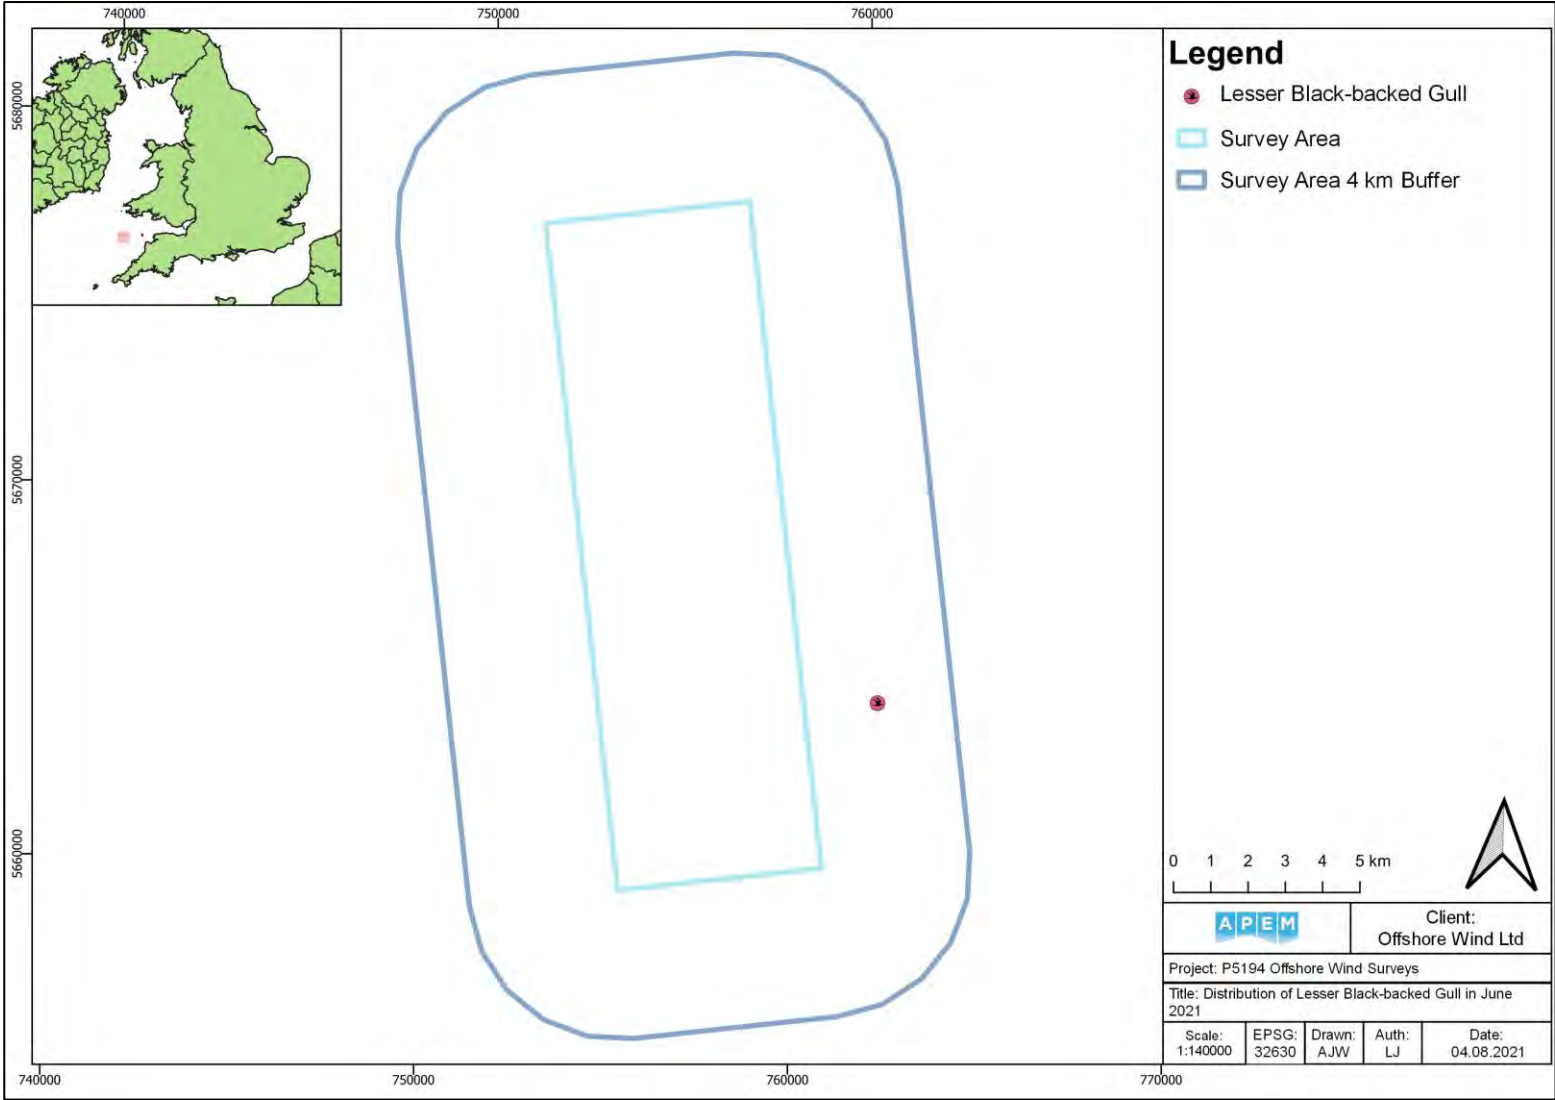 740000 750000 760000
5680000
5670000
5660000
740000 750000 760000 770000
Legend
Lesser Black-backed Gull
Survey Area
Survey Area 4 km Buffer
0 1 2 3 4 5 km
APEM
Client:
Offshore Wind Ltd
Project: P5194 Offshore Wind Surveys
Title: Distribution of Lesser Black-backed Gull in June
2021
Scale:
1:140000
EPSG:
32630
Drawn:
AJW
Auth:
LJ
Date:
04.08.2021